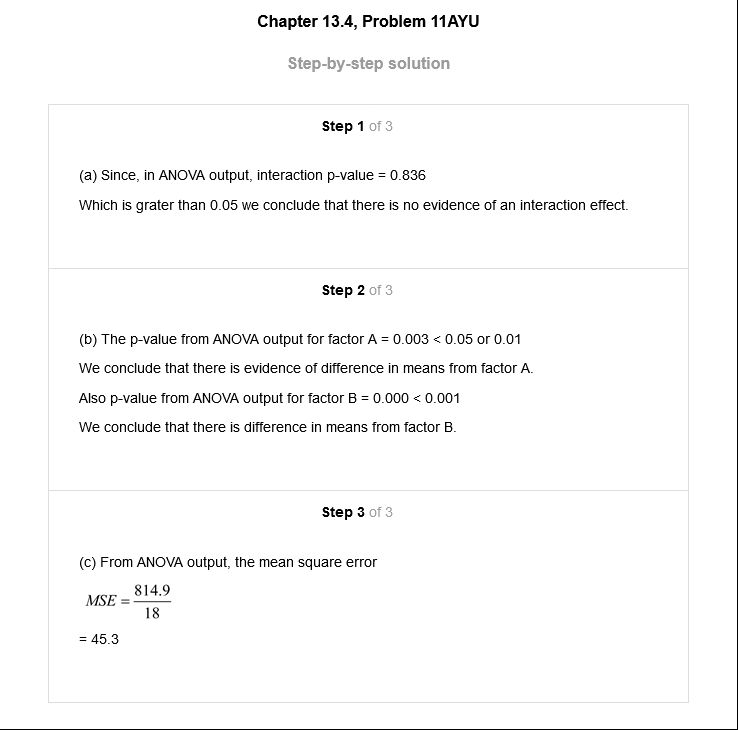 Chapter 13.4, Problem 11AYU
Step-by-step solution
Step 1 of 3
(a) Since, in ANOVA output, interaction p-value = 0.836
Which is grater than 0.05 we conclude that there is no evidence of an interaction effect.
Step 2 of 3
(b) The p-value from ANOVA output for factor A = 0.003 < 0.05 or 0.01
We conclude that there is evidence of difference in means from factor A.
Also p-value from ANOVA output for factor B = 0.000 < 0.001
We conclude that there is difference in means from factor B.
Step 3 of 3
(c) From ANOVA output, the mean square error
MSE = 814.9 / 18
= 45.3